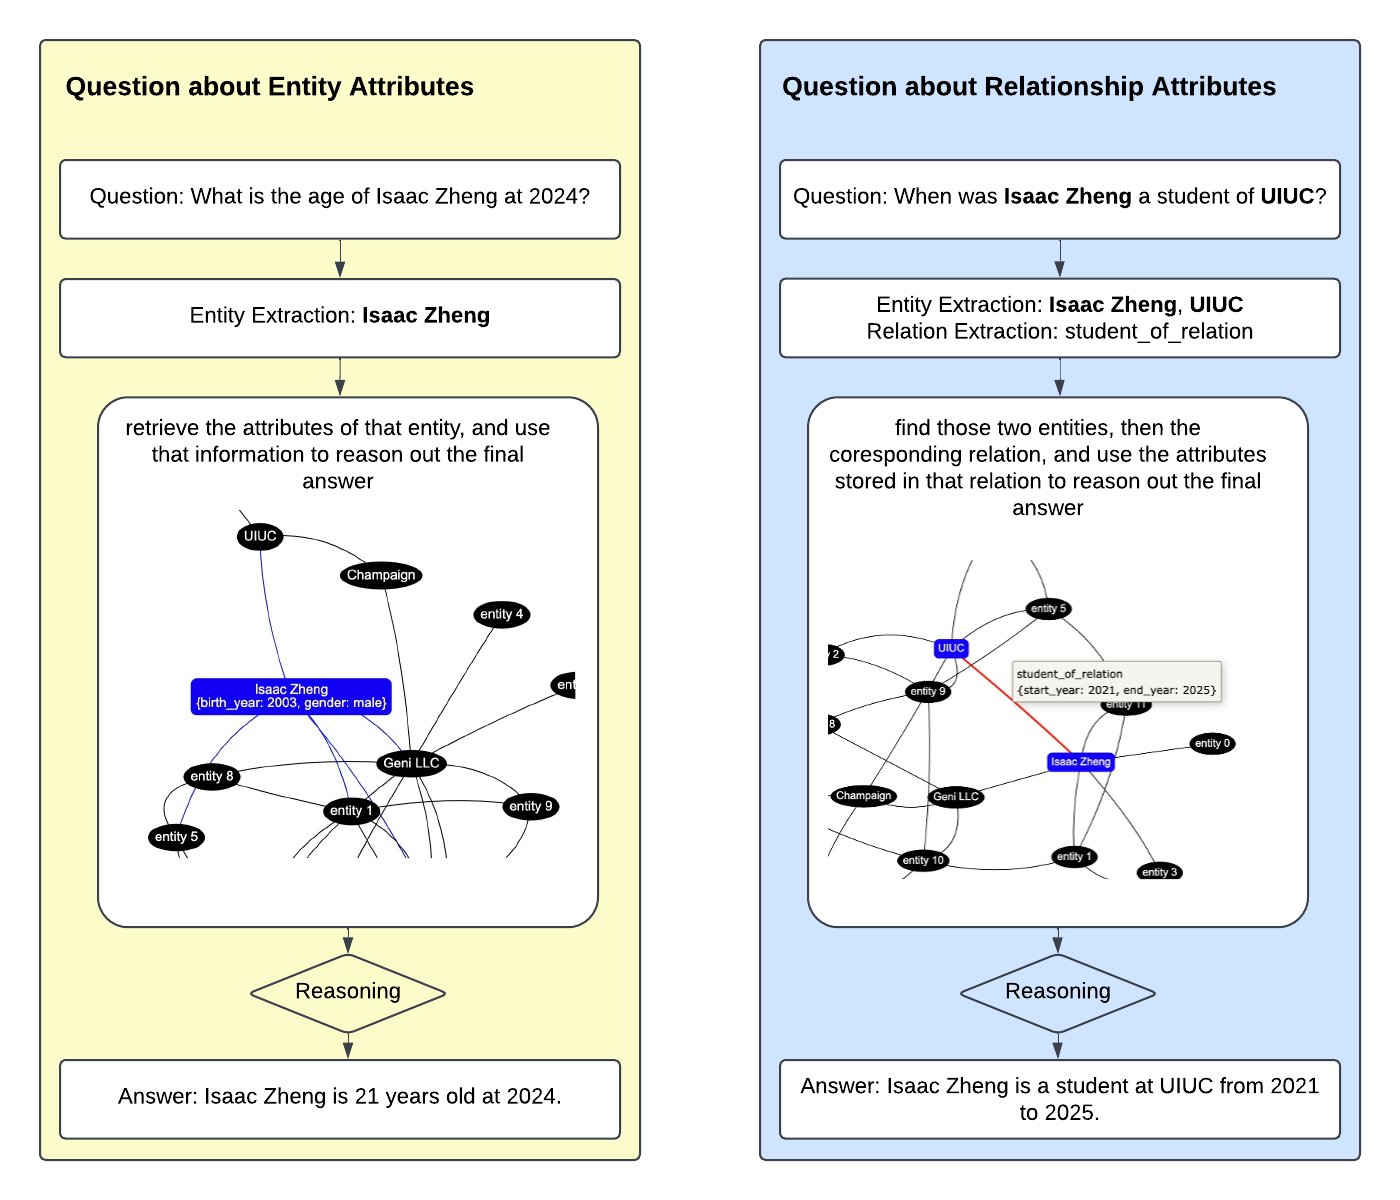 Question about Entity Attributes
Question: What is the age of Isaac Zheng at 2024?
Entity Extraction: Isaac Zheng
retrieve the attributes of that entity, and use
that information to reason out the final
answer
UIUC
Champaign
entity 4
ent
Isaac Zheng
{birth_year: 2003, gender: male}
Geni LLC
entity 8
entity 1
entity 9
entity 5
Reasoning
Answer: Isaac Zheng is 21 years old at 2024.
Question about Relationship Attributes
Question: When was Isaac Zheng a student of UIUC?
Entity Extraction: Isaac Zheng, UIUC
Relation Extraction: student_of_relation
find those two entities, then the
coresponding relation, and use the attributes
stored in that relation to reason out the final
answer
entity 5
UIUC
2
student_of_relation
{start_year: 2021, end_year: 2025}
entity 9
entity 11
8
entity 0
Isaac Zheng
Champaign
Geni LLC
entity 10
entity 1
entity 3
Reasoning
Answer: Isaac Zheng is a student at UIUC from 2021
to 2025.